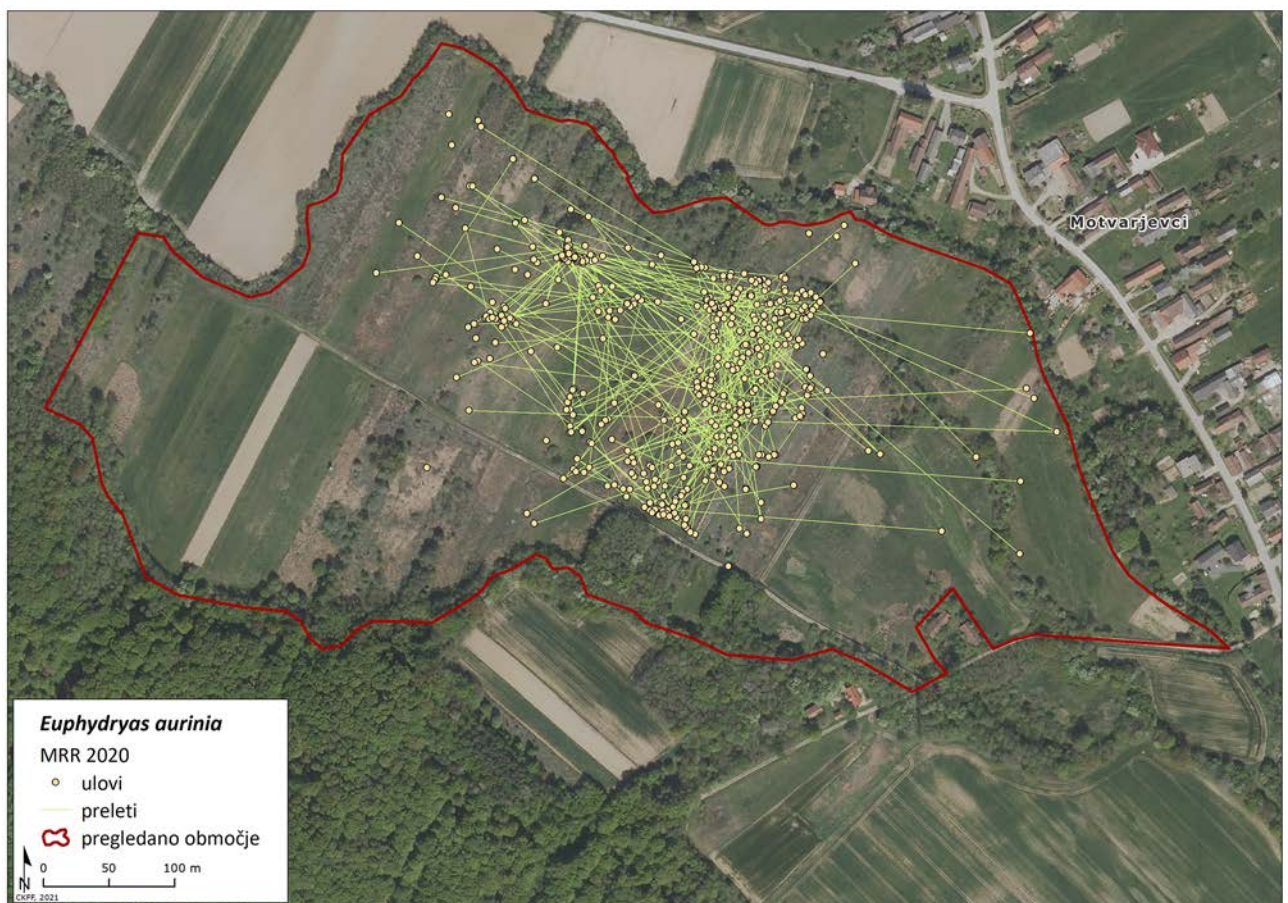 Motvarjevci
Euphydryas aurinia
MRR 2020
ulovi
preleti
pregledano območje
0 50 100 m
N
CKFF, 2021